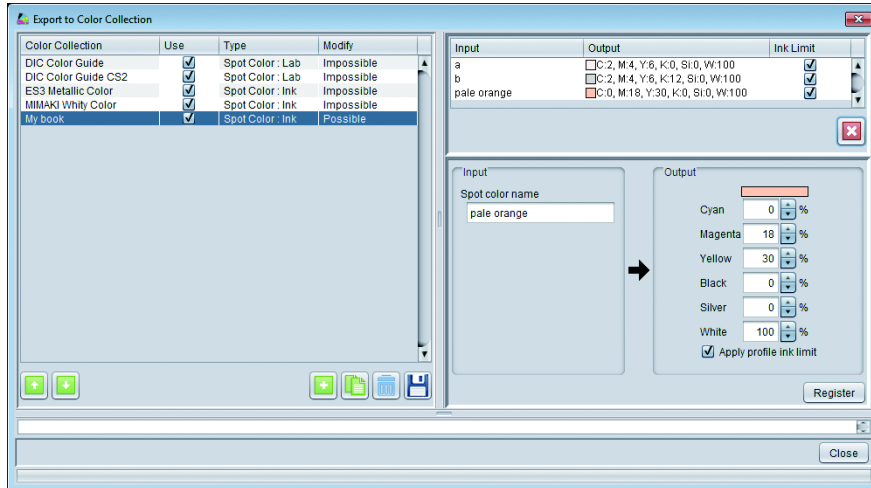 Export to Color Collection
Color Collection Use Type Modify
DIC Color Guide Spot Color : Lab Impossible
DIC Color Guide CS2 Spot Color : Lab Impossible
ES3 Metallic Color Spot Color : Ink Impossible
MIMAKI Whity Color Spot Color : Ink Impossible
My book Spot Color : Ink Possible
Input Output Ink Limit
a C:2, M:4, Y:6, K:0, Si:0, W:100
b C:2, M:4, Y:6, K:12, Si:0, W:100
pale orange C:0, M:18, Y:30, K:0, Si:0, W:100
Input
Spot color name
pale orange
Output
Cyan 0 %
Magenta 18 %
Yellow 30 %
Black 0 %
Silver 0 %
White 100 %
Apply profile ink limit
Register
Close